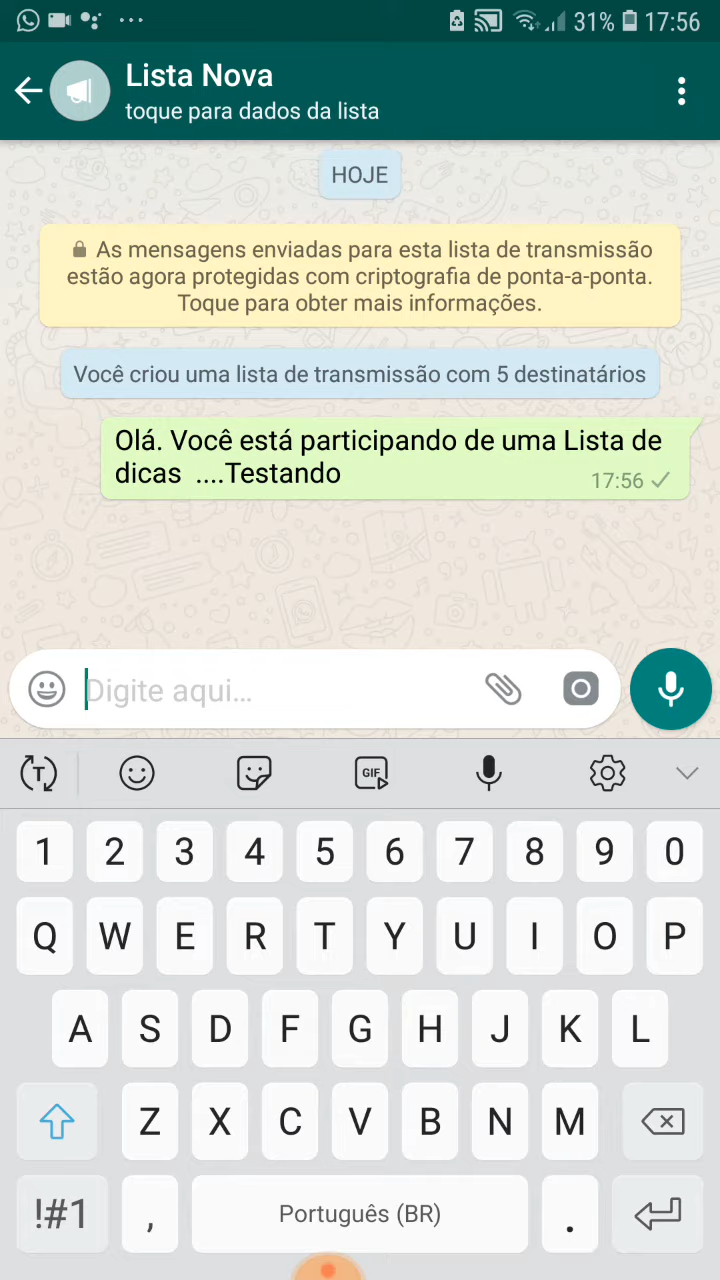 31% 17:56
Lista Nova
toque para dados da lista
HOJE
As mensagens enviadas para esta lista de transmissão
estão agora protegidas com criptografia de ponta-a-ponta.
Toque para obter mais informações.
Você criou uma lista de transmissão com 5 destinatários
Olá. Você está participando de uma Lista de
dicas ....Testando
17:56
Digite aqui...
T
GIF
1 2 3 4 5 6 7 8 9 0
Q W E R T Y U I O P
A S D F G H J K L
Z X C V B N M
!#1 , Português (BR) .